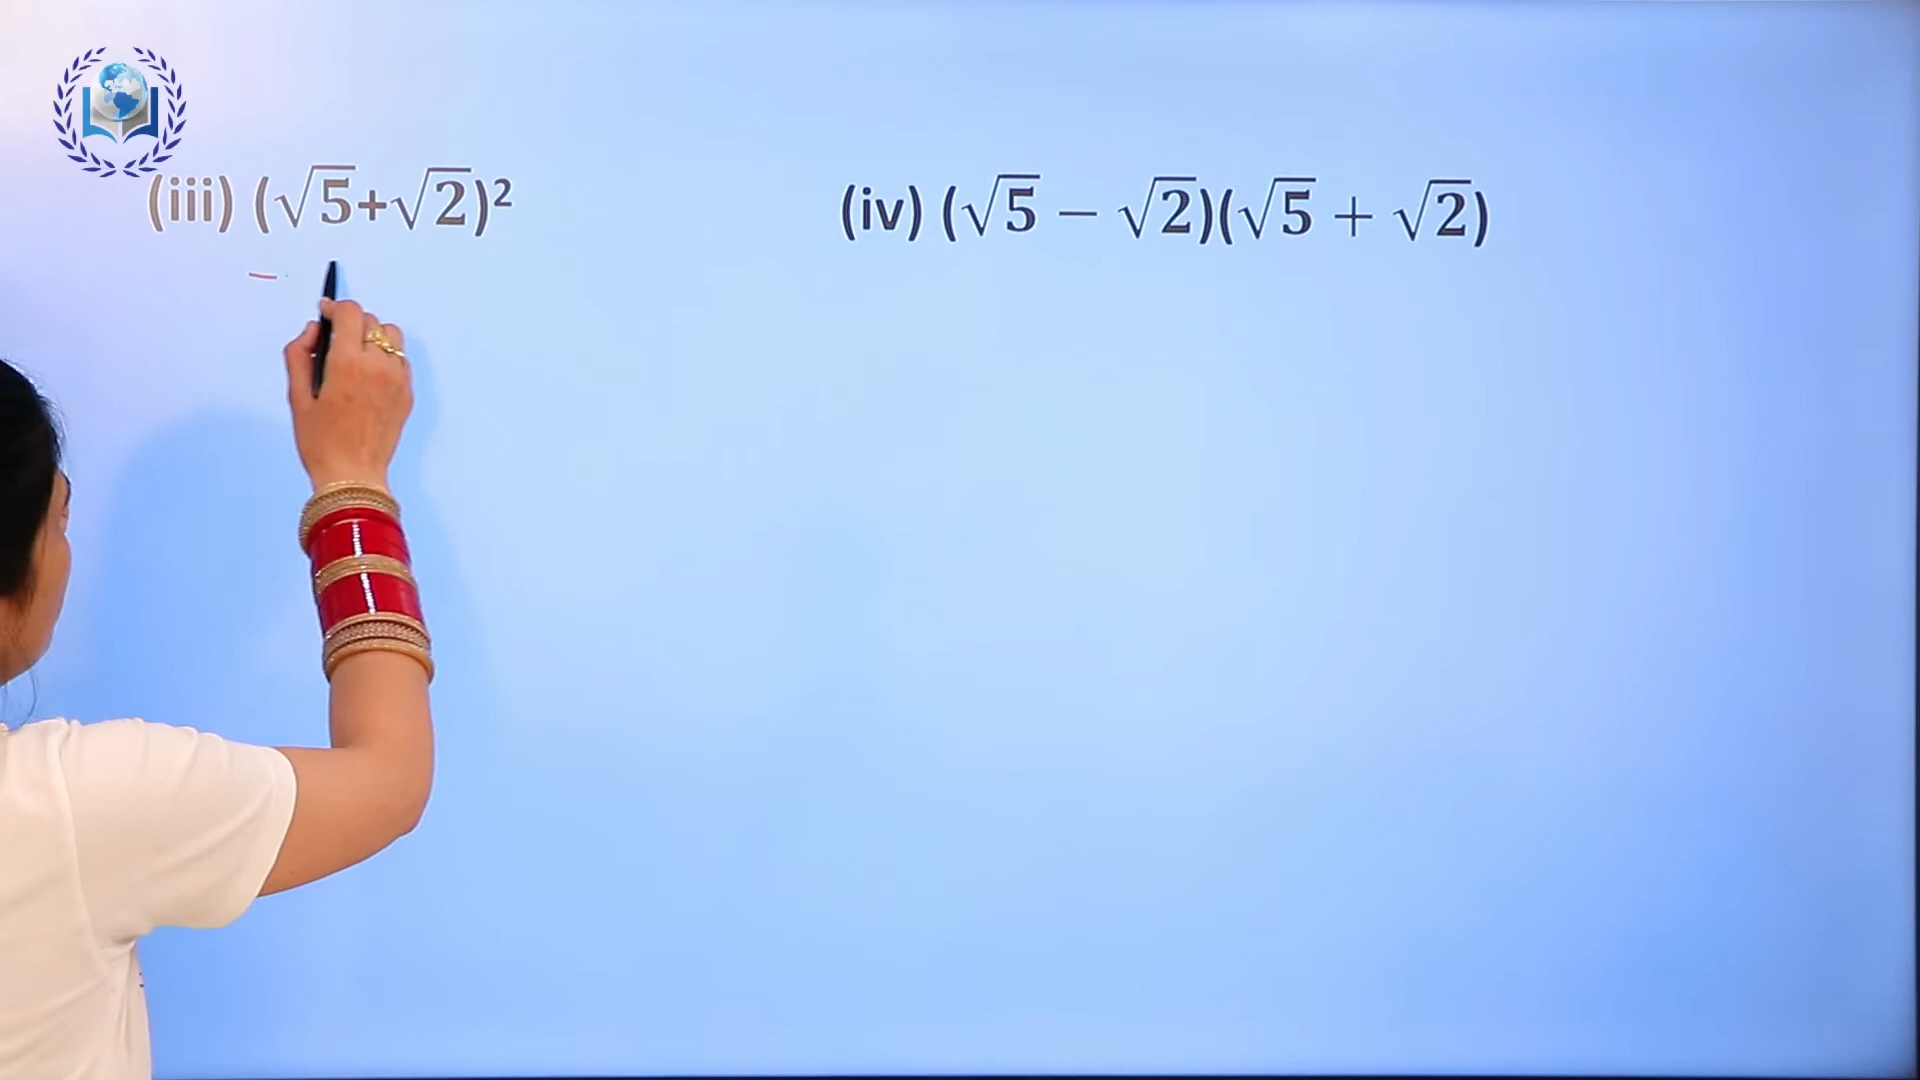 (iii) (√5+√2)²
(iv) (√5 − √2)(√5 + √2)